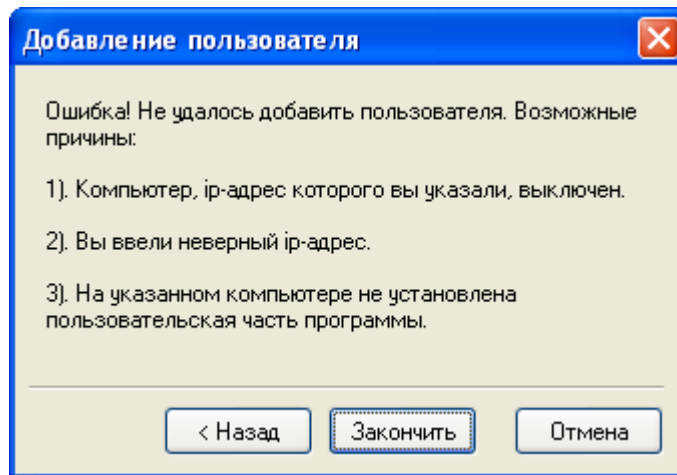 Добавление пользователя
Ошибка! Не удалось добавить пользователя. Возможные
причины:
1). Компьютер, ip-адрес которого вы указали, выключен.
2). Вы ввели неверный ip-адрес.
3). На указанном компьютере не установлена
пользовательская часть программы.
< Назад
Закончить
Отмена